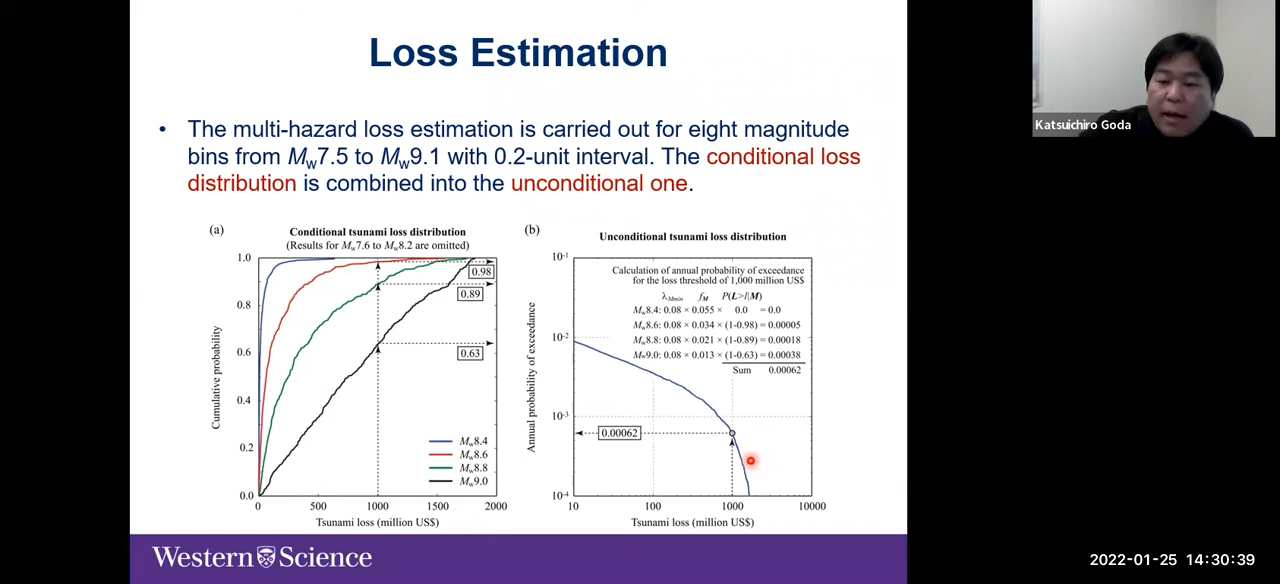 Loss Estimation
• The multi-hazard loss estimation is carried out for eight magnitude
bins from Mw7.5 to Mw9.1 with 0.2-unit interval. The conditional loss
distribution is combined into the unconditional one.
Katsuichiro Goda
(a)
Conditional tsunami loss distribution
(Results for Mw7.6 to Mw8.2 are omitted)
Cumulative probability
1.0
0.8
0.6
0.4
0.2
0.0
0.98
0.89
0.63
Mw8.4
Mw8.6
Mw8.8
Mw9.0
0 500 1000 1500 2000
Tsunami loss (million US$)
(b)
Unconditional tsunami loss distribution
Annual probability of exceedance
10-1
10-2
10-3
10-4
Calculation of annual probability of exceedance
for the loss threshold of 1,000 million US$
λMmin fM P(L>l|M)
Mw8.4: 0.08 × 0.055 × 0.0 = 0.0
Mw8.6: 0.08 × 0.034 × (1-0.98) = 0.00005
Mw8.8: 0.08 × 0.021 × (1-0.89) = 0.00018
Mw9.0: 0.08 × 0.013 × (1-0.63) = 0.00038
Sum 0.00062
0.00062
10 100 1000 10000
Tsunami loss (million US$)
Western Science
2022-01-25 14:30:39